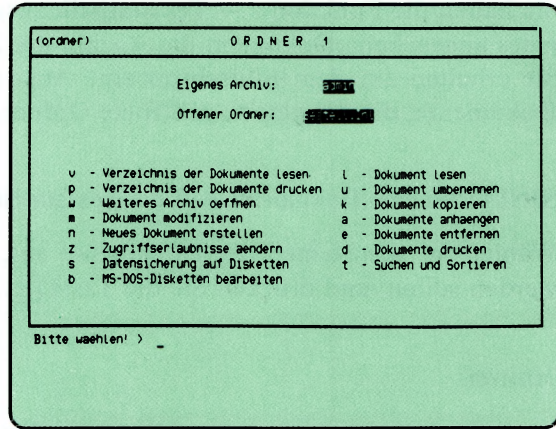 (ordner) O R D N E R 1
Eigenes Archiv: admin
Offener Ordner:
v - Verzeichnis der Dokumente lesen l - Dokument lesen
p - Verzeichnis der Dokumente drucken u - Dokument umbenennen
w - Weiteres Archiv oeffnen k - Dokument kopieren
m - Dokument modifizieren a - Dokumente anhaengen
n - Neues Dokument erstellen e - Dokumente entfernen
z - Zugriffserlaubnisse aendern d - Dokumente drucken
s - Datensicherung auf Disketten t - Suchen und Sortieren
b - MS-DOS-Disketten bearbeiten
Bitte waehlen! > _